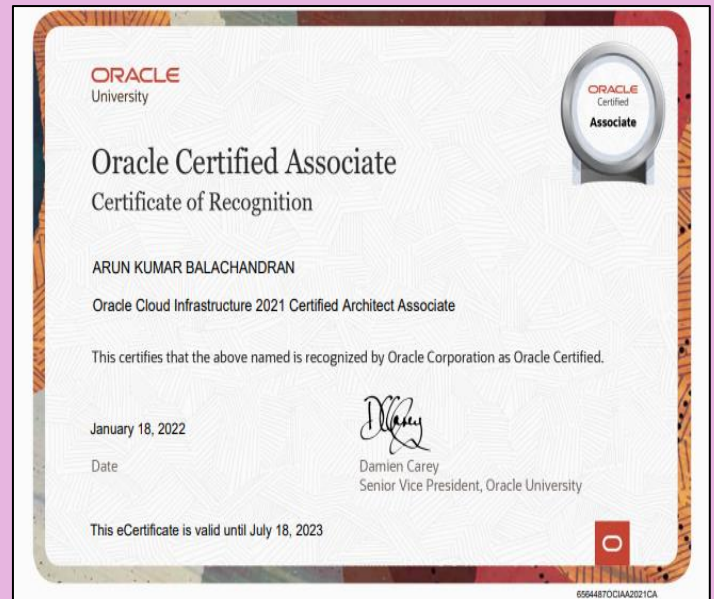 ORACLE
University
ORACLE
Certified
Associate
Oracle Certified Associate
Certificate of Recognition
ARUN KUMAR BALACHANDRAN
Oracle Cloud Infrastructure 2021 Certified Architect Associate
This certifies that the above named is recognized by Oracle Corporation as Oracle Certified.
January 18, 2022
Date
Damien Carey
Senior Vice President, Oracle University
This eCertificate is valid until July 18, 2023
6564487OCIAA2021CA